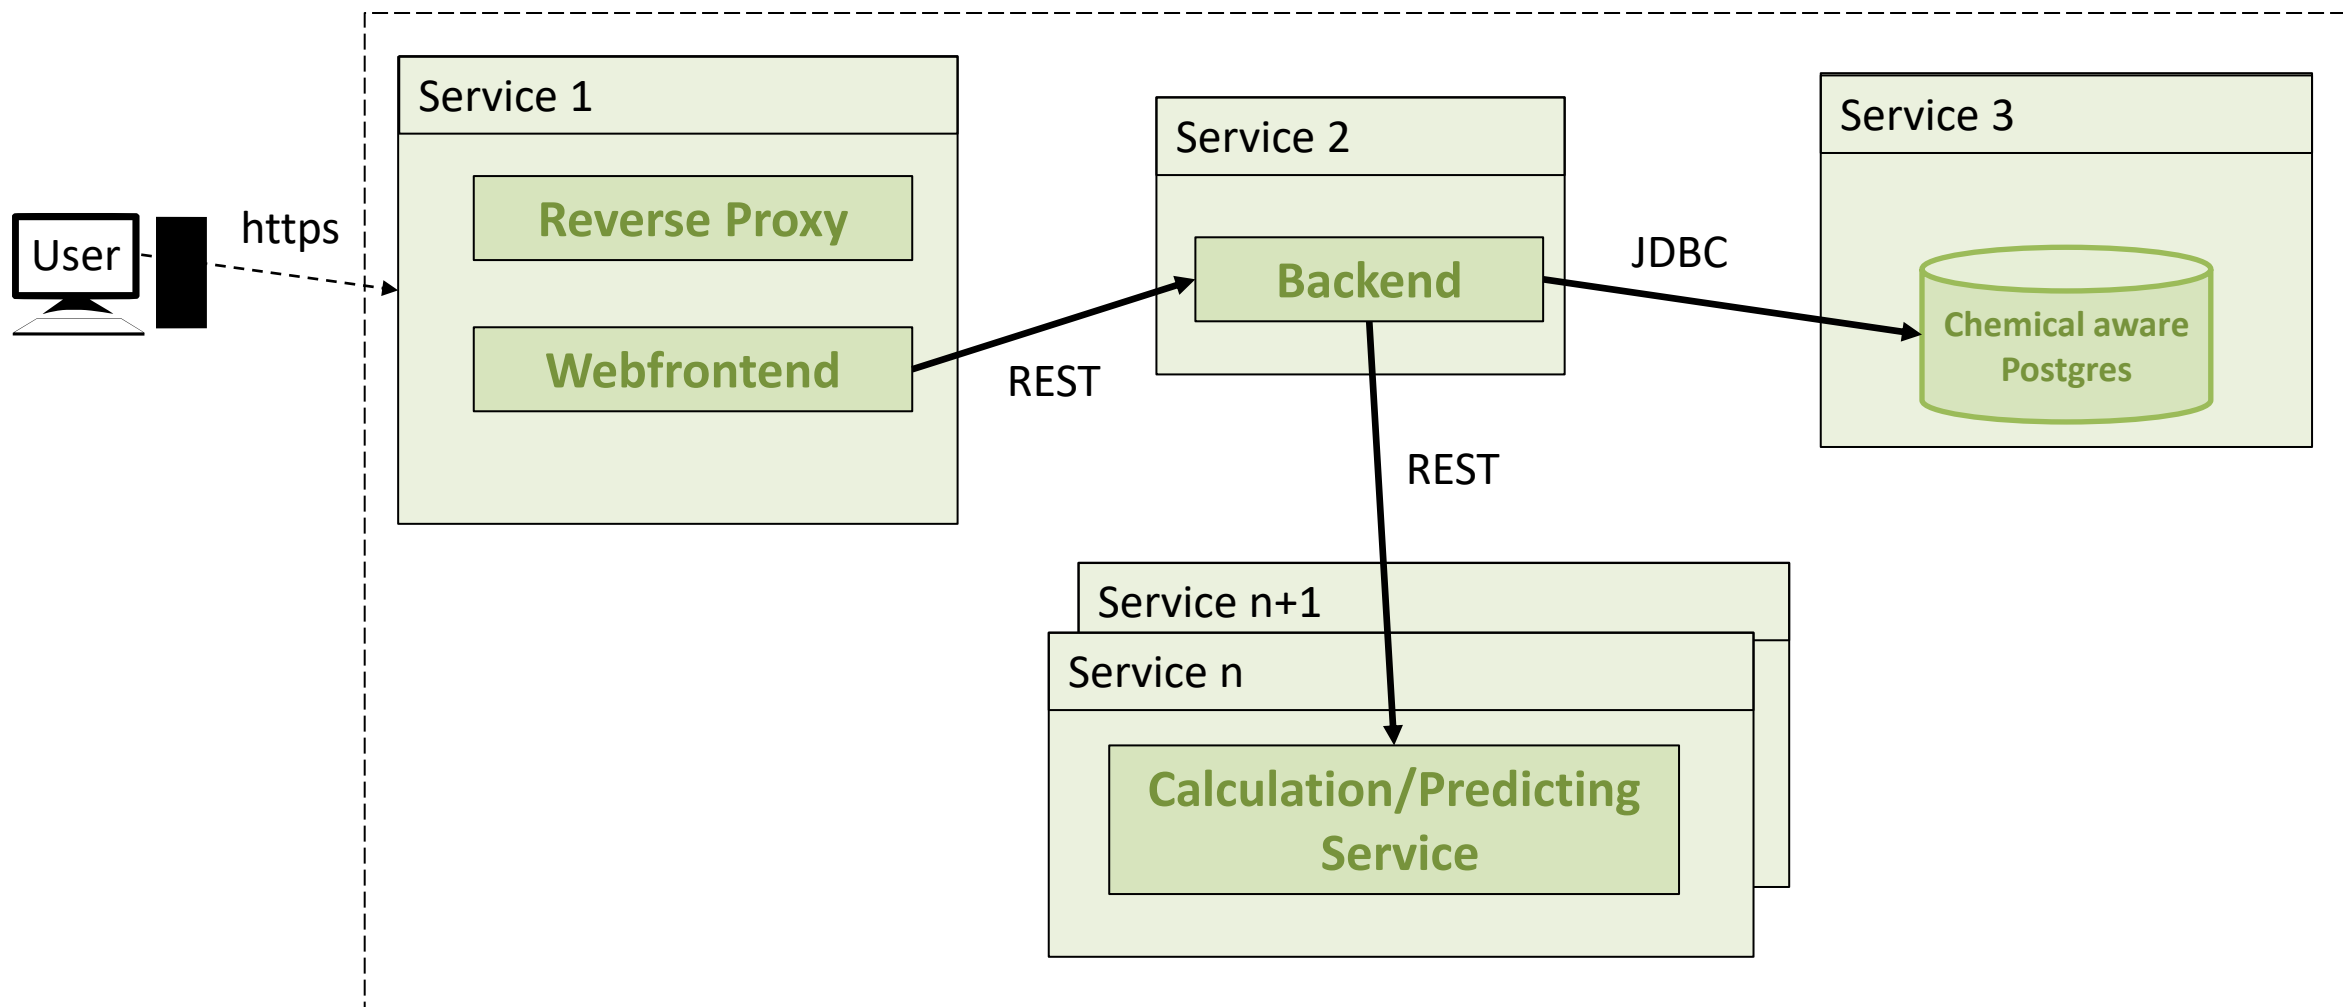 User
https
Service 1
Reverse Proxy
Webfrontend
REST
Service 2
Backend
JDBC
REST
Service 3
Chemical aware
Postgres
Service n+1
Service n
Calculation/Predicting
Service